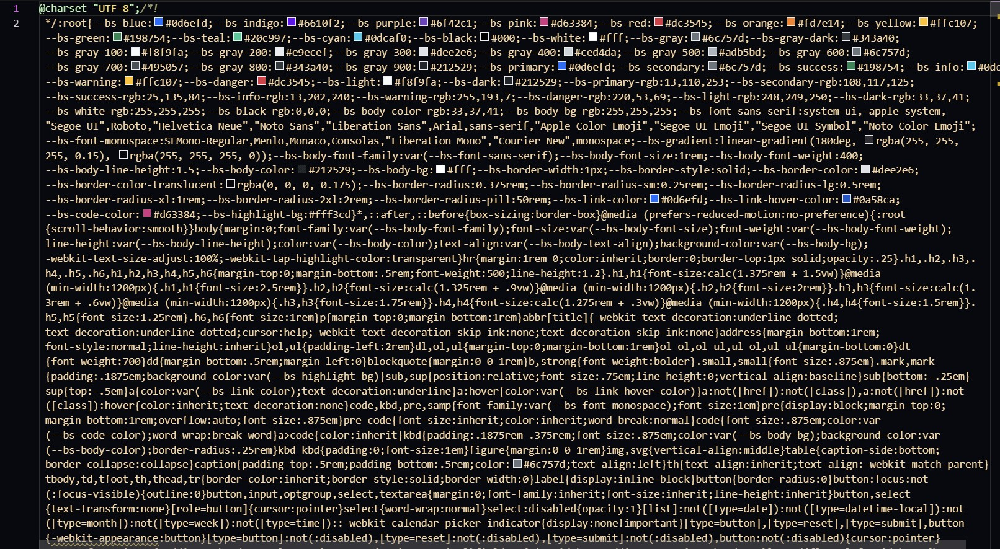 1 @charset "UTF-8";/*!
2 */:root{--bs-blue:#0d6efd;--bs-indigo:#6610f2;--bs-purple:#6f42c1;--bs-pink:#d63384;--bs-red:#dc3545;--bs-orange:#fd7e14;--bs-yellow:#ffc107;
--bs-green:#198754;--bs-teal:#20c997;--bs-cyan:#0dcaf0;--bs-black:#000;--bs-white:#fff;--bs-gray:#6c757d;--bs-gray-dark:#343a40;
--bs-gray-100:#f8f9fa;--bs-gray-200:#e9ecef;--bs-gray-300:#dee2e6;--bs-gray-400:#ced4da;--bs-gray-500:#adb5bd;--bs-gray-600:#6c757d;
--bs-gray-700:#495057;--bs-gray-800:#343a40;--bs-gray-900:#212529;--bs-primary:#0d6efd;--bs-secondary:#6c757d;--bs-success:#198754;--bs-info:#0dc
--bs-warning:#ffc107;--bs-danger:#dc3545;--bs-light:#f8f9fa;--bs-dark:#212529;--bs-primary-rgb:13,110,253;--bs-secondary-rgb:108,117,125;
--bs-success-rgb:25,135,84;--bs-info-rgb:13,202,240;--bs-warning-rgb:255,193,7;--bs-danger-rgb:220,53,69;--bs-light-rgb:248,249,250;--bs-dark-rgb:33,37,41;
--bs-white-rgb:255,255,255;--bs-black-rgb:0,0,0;--bs-body-color-rgb:33,37,41;--bs-body-bg-rgb:255,255,255;--bs-font-sans-serif:system-ui,-apple-system,
"Segoe UI",Roboto,"Helvetica Neue","Noto Sans","Liberation Sans",Arial,sans-serif,"Apple Color Emoji","Segoe UI Emoji","Segoe UI Symbol","Noto Color Emoji";
--bs-font-monospace:SFMono-Regular,Menlo,Monaco,Consolas,"Liberation Mono","Courier New",monospace;--bs-gradient:linear-gradient(180deg, rgba(255, 255,
255, 0.15), rgba(255, 255, 255, 0));--bs-body-font-family:var(--bs-font-sans-serif);--bs-body-font-size:1rem;--bs-body-font-weight:400;
--bs-body-line-height:1.5;--bs-body-color:#212529;--bs-body-bg:#fff;--bs-border-width:1px;--bs-border-style:solid;--bs-border-color:#dee2e6;
--bs-border-color-translucent:rgba(0, 0, 0, 0.175);--bs-border-radius:0.375rem;--bs-border-radius-sm:0.25rem;--bs-border-radius-lg:0.5rem;
--bs-border-radius-xl:1rem;--bs-border-radius-2xl:2rem;--bs-border-radius-pill:50rem;--bs-link-color:#0d6efd;--bs-link-hover-color:#0a58ca;
--bs-code-color:#d63384;--bs-highlight-bg:#fff3cd}*,::after,::before{box-sizing:border-box}@media (prefers-reduced-motion:no-preference){:root
{scroll-behavior:smooth}}body{margin:0;font-family:var(--bs-body-font-family);font-size:var(--bs-body-font-size);font-weight:var(--bs-body-font-weight);
line-height:var(--bs-body-line-height);color:var(--bs-body-color);text-align:var(--bs-body-text-align);background-color:var(--bs-body-bg);
-webkit-text-size-adjust:100%;-webkit-tap-highlight-color:transparent}hr{margin:1rem 0;color:inherit;border:0;border-top:1px solid;opacity:.25}.h1,.h2,.h3,.
h4,.h5,.h6,h1,h2,h3,h4,h5,h6{margin-top:0;margin-bottom:.5rem;font-weight:500;line-height:1.2}.h1,h1{font-size:calc(1.375rem + 1.5vw)}@media
(min-width:1200px){.h1,h1{font-size:2.5rem}}.h2,h2{font-size:calc(1.325rem + .9vw)}@media (min-width:1200px){.h2,h2{font-size:2rem}}.h3,h3{font-size:calc(1.
3rem + .6vw)}@media (min-width:1200px){.h3,h3{font-size:1.75rem}}.h4,h4{font-size:calc(1.275rem + .3vw)}@media (min-width:1200px){.h4,h4{font-size:1.5rem}}.
h5,h5{font-size:1.25rem}.h6,h6{font-size:1rem}p{margin-top:0;margin-bottom:1rem}abbr[title]{-webkit-text-decoration:underline dotted;
text-decoration:underline dotted;cursor:help;-webkit-text-decoration-skip-ink:none;text-decoration-skip-ink:none}address{margin-bottom:1rem;
font-style:normal;line-height:inherit}ol,ul{padding-left:2rem}dl,ol,ul{margin-top:0;margin-bottom:1rem}ol ol,ol ul,ul ol,ul ul{margin-bottom:0}dt
{font-weight:700}dd{margin-bottom:.5rem;margin-left:0}blockquote{margin:0 0 1rem}b,strong{font-weight:bolder}.small,small{font-size:.875em}.mark,mark
{padding:.1875em;background-color:var(--bs-highlight-bg)}sub,sup{position:relative;font-size:.75em;line-height:0;vertical-align:baseline}sub{bottom:-.25em}
sup{top:-.5em}a{color:var(--bs-link-color);text-decoration:underline}a:hover{color:var(--bs-link-hover-color)}a:not([href]):not([class]),a:not([href]):not
([class]):hover{color:inherit;text-decoration:none}code,kbd,pre,samp{font-family:var(--bs-font-monospace);font-size:1em}pre{display:block;margin-top:0;
margin-bottom:1rem;overflow:auto;font-size:.875em}pre code{font-size:inherit;color:inherit;word-break:normal}code{font-size:.875em;color:var
(--bs-code-color);word-wrap:break-word}a>code{color:inherit}kbd{padding:.1875rem .375rem;font-size:.875em;color:var(--bs-body-bg);background-color:var
(--bs-body-color);border-radius:.25rem}kbd kbd{padding:0;font-size:1em}figure{margin:0 0 1rem}img,svg{vertical-align:middle}table{caption-side:bottom;
border-collapse:collapse}caption{padding-top:.5rem;padding-bottom:.5rem;color:#6c757d;text-align:left}th{text-align:inherit;text-align:-webkit-match-parent}
tbody,td,tfoot,th,thead,tr{border-color:inherit;border-style:solid;border-width:0}label{display:inline-block}button{border-radius:0}button:focus:not
(:focus-visible){outline:0}button,input,optgroup,select,textarea{margin:0;font-family:inherit;font-size:inherit;line-height:inherit}button,select
{text-transform:none}[role=button]{cursor:pointer}select{word-wrap:normal}select:disabled{opacity:1}[list]:not([type=date]):not([type=datetime-local]):not
([type=month]):not([type=week]):not([type=time])::-webkit-calendar-picker-indicator{display:none!important}[type=button],[type=reset],[type=submit],button
{-webkit-appearance:button}[type=button]:not(:disabled),[type=reset]:not(:disabled),[type=submit]:not(:disabled),button:not(:disabled){cursor:pointer}